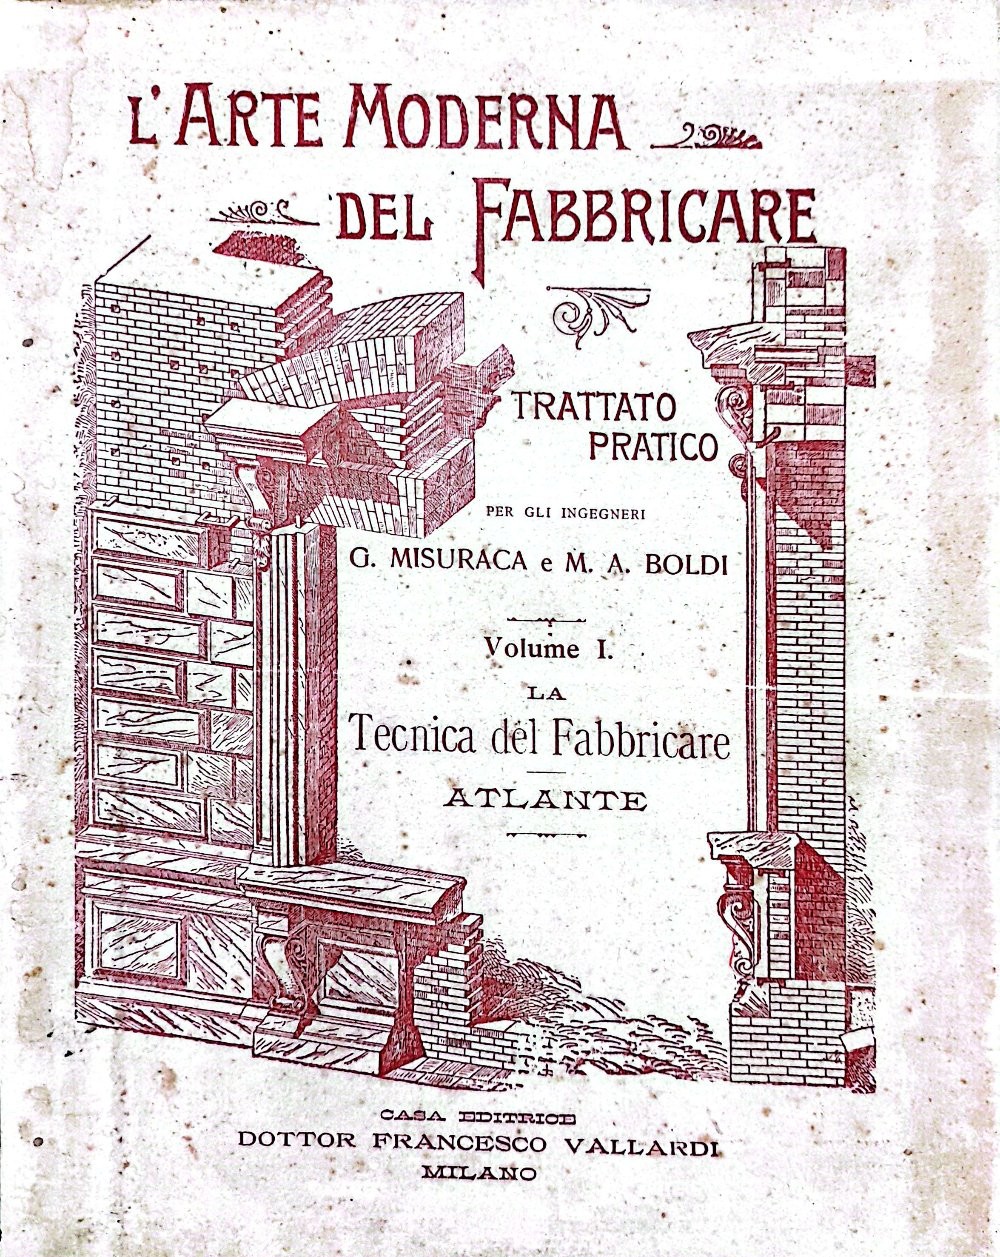 L'ARTE MODERNA
DEL FABBRICARE
TRATTATO
PRATICO
PER GLI INGEGNERI
G. MISURACA e M. A. BOLDI
Volume I.
LA
Tecnica del Fabbricare
ATLANTE
CASA EDITRICE
DOTTOR FRANCESCO VALLARDI
MILANO